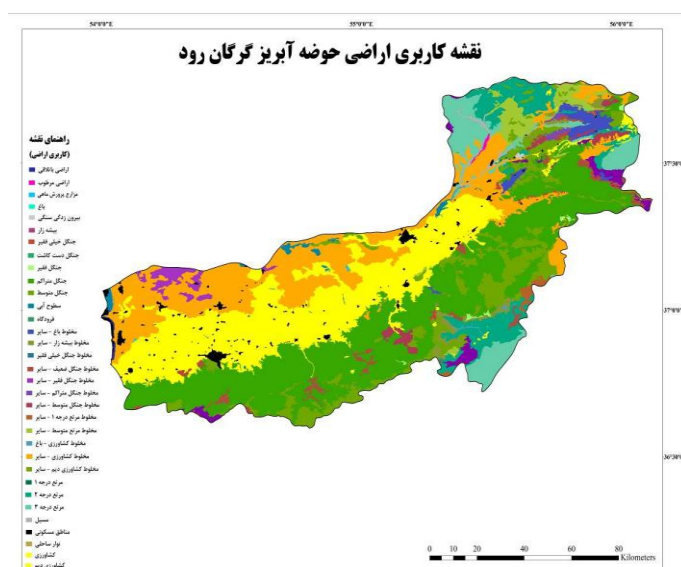 54°0'0"E
55°0'0"E
56°0'0"E
نقشه کاربری اراضی حوضه آبریز گرگان رود
راهنمای نقشه
(کاربری اراضی)
اراضی باتلاقی
اراضی مرطوب
مزارع پرورش ماهی
باغ
بیرون زدگی سنگی
بیشه زار
جنگل خیلی فقیر
جنگل دست کاشت
جنگل فقیر
جنگل متراکم
جنگل متوسط
سطوح آبی
فرودگاه
مخلوط باغ - سایر
مخلوط بیشه زار - سایر
مخلوط جنگل خیلی فقیر
مخلوط جنگل ضعیف - سایر
مخلوط جنگل فقیر - سایر
مخلوط جنگل متراکم - سایر
مخلوط جنگل متوسط - سایر
مخلوط مرتع درجه ۱ - سایر
مخلوط مرتع متوسط - سایر
مخلوط کشاورزی - باغ
مخلوط کشاورزی - سایر
مخلوط کشاورزی دیم - سایر
مرتع درجه ۱
مرتع درجه ۲
مرتع درجه ۳
مسیل
مناطق مسکونی
نوار ساحلی
کشاورزی
کشاورزی دیم
37°0'0"
0 5 10 20 40 60 80
Kilometers